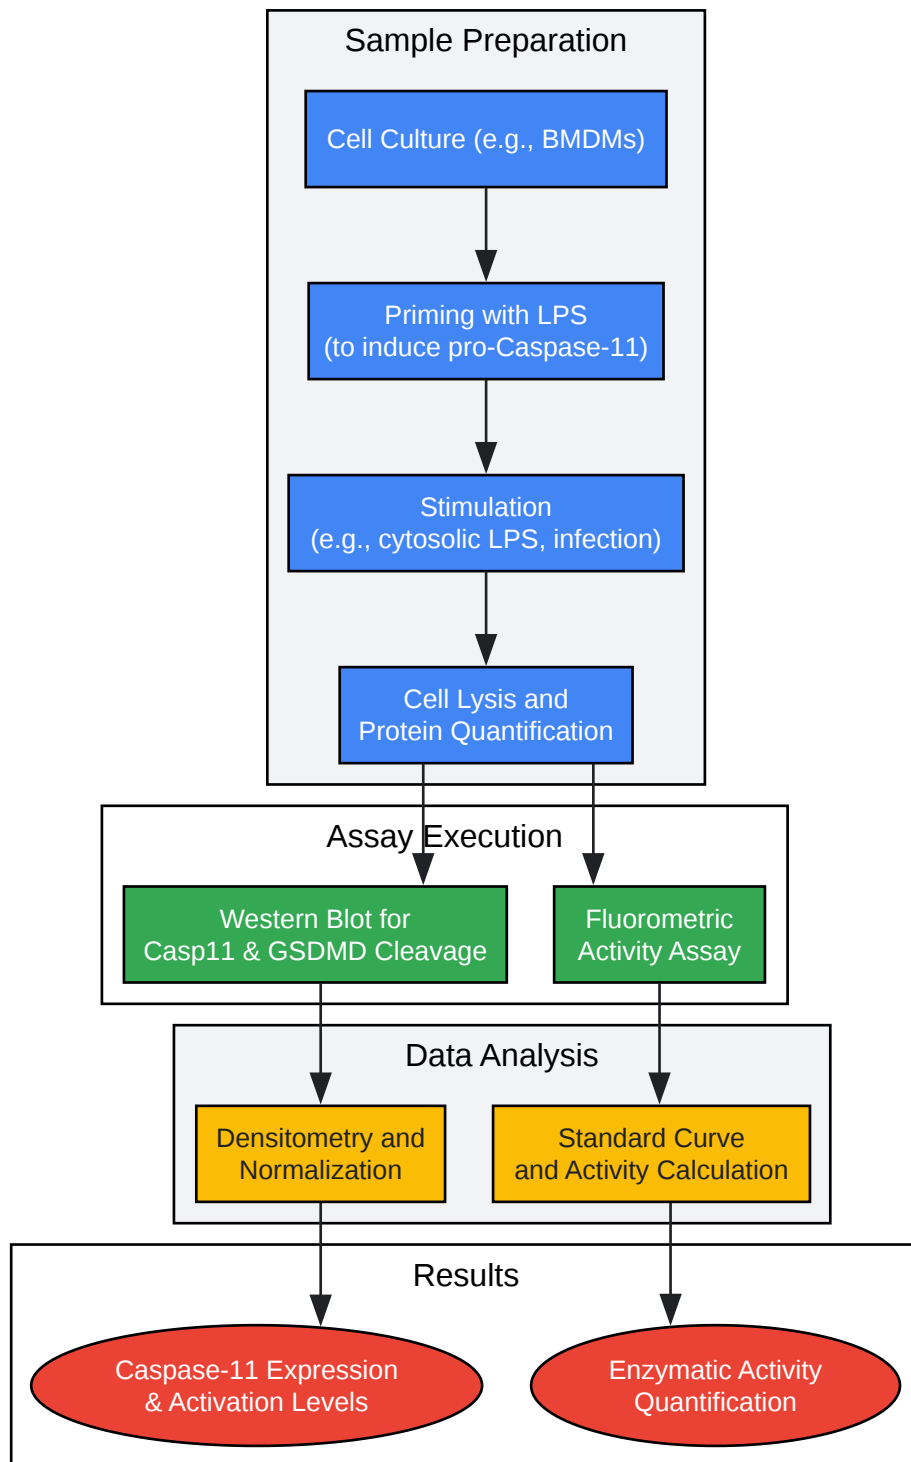 Sample Preparation
Cell Culture (e.g., BMDMs)
Priming with LPS
(to induce pro-Caspase-11)
Stimulation
(e.g., cytosolic LPS, infection)
Cell Lysis and
Protein Quantification
Assay Execution
Western Blot for
Casp11 & GSDMD Cleavage
Fluorometric
Activity Assay
Data Analysis
Densitometry and
Normalization
Standard Curve
and Activity Calculation
Results
Caspase-11 Expression
& Activation Levels
Enzymatic Activity
Quantification